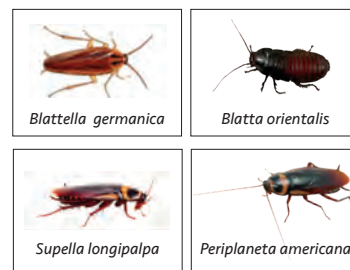 Blattella germanica
Blatta orientalis
Supella longipalpa
Periplaneta americana